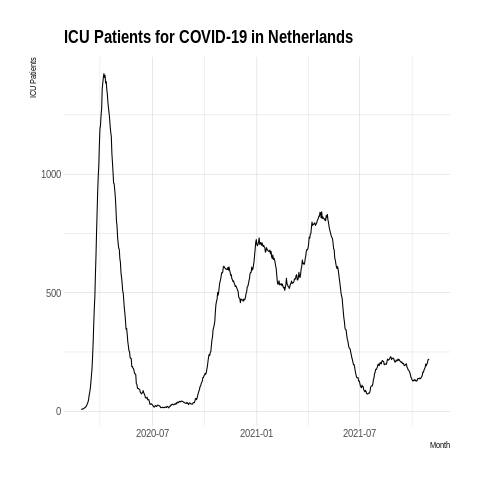 ICU Patients for COVID-19 in Netherlands
ICU Patients
1000
500
0
2020-07
2021-01
2021-07
Month